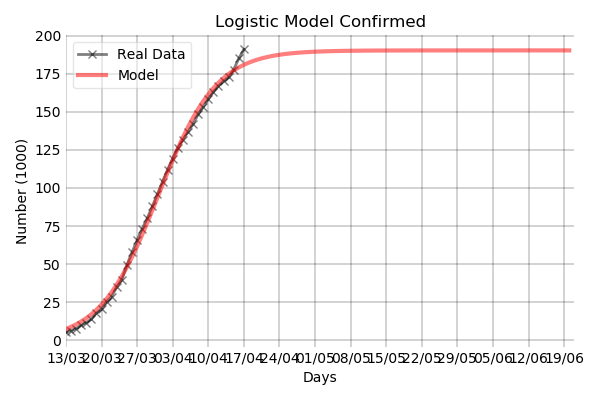 Logistic Model Confirmed
200
175
150
125
100
75
50
25
0
Number (1000)
Real Data
Model
13/03 20/03 27/03 03/04 10/04 17/04 24/04 01/05 08/05 15/05 22/05 29/05 05/06 12/06 19/06
Days